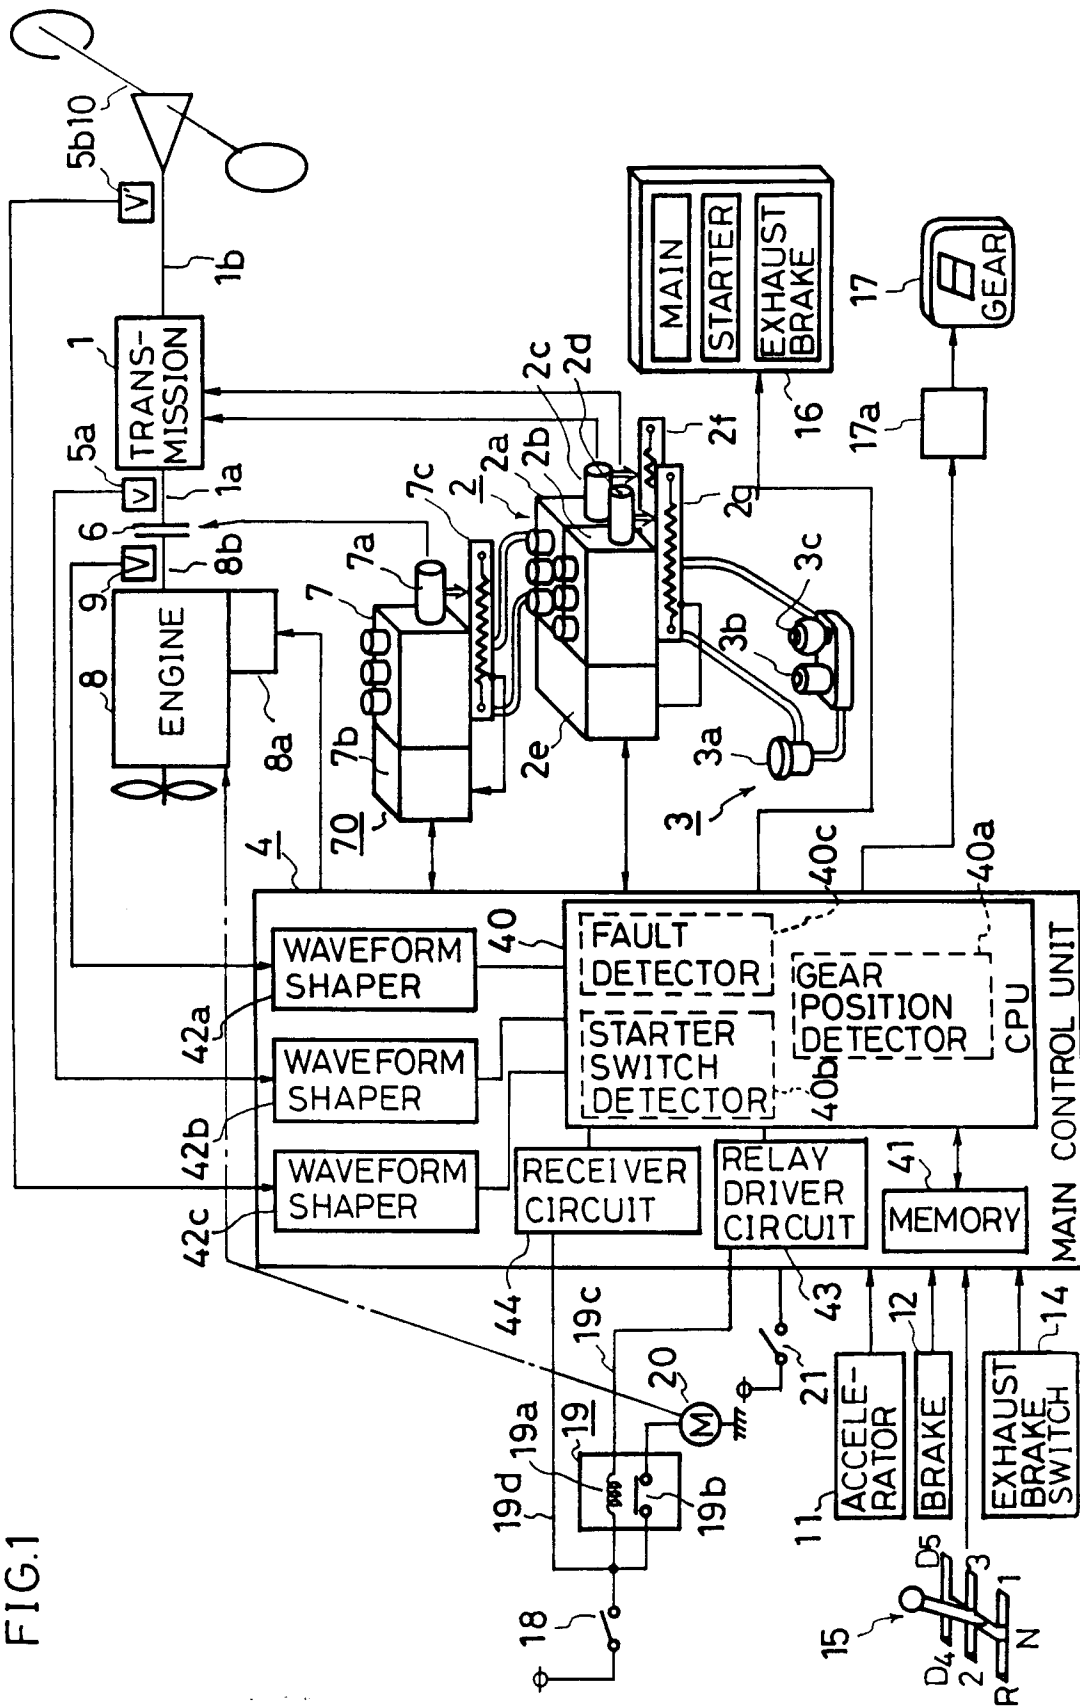 FIG.1
5b
10
V'
1b
1
TRANS-
MISSION
5a
V
1a
6
9
V
8b
8
ENGINE
8a
7
7a
7c
7b
70
2
2a
2b
2c
2d
2e
2f
2g
3
3a
3b
3c
MAIN
STARTER
EXHAUST
BRAKE
16
17
GEAR
17a
4
WAVEFORM
SHAPER
42a
WAVEFORM
SHAPER
42b
WAVEFORM
SHAPER
42c
40
FAULT
DETECTOR
40c
STARTER
SWITCH
DETECTOR
40b
GEAR
POSITION
DETECTOR
40a
CPU
RECEIVER
CIRCUIT
44
RELAY
DRIVER
CIRCUIT
43
41
MEMORY
MAIN CONTROL UNIT
18
19d
19a
19
19b
19c
20
M
21
11
ACCELE-
RATOR
12
BRAKE
14
EXHAUST
BRAKE
SWITCH
15
D4
D5
2
3
R
N
1